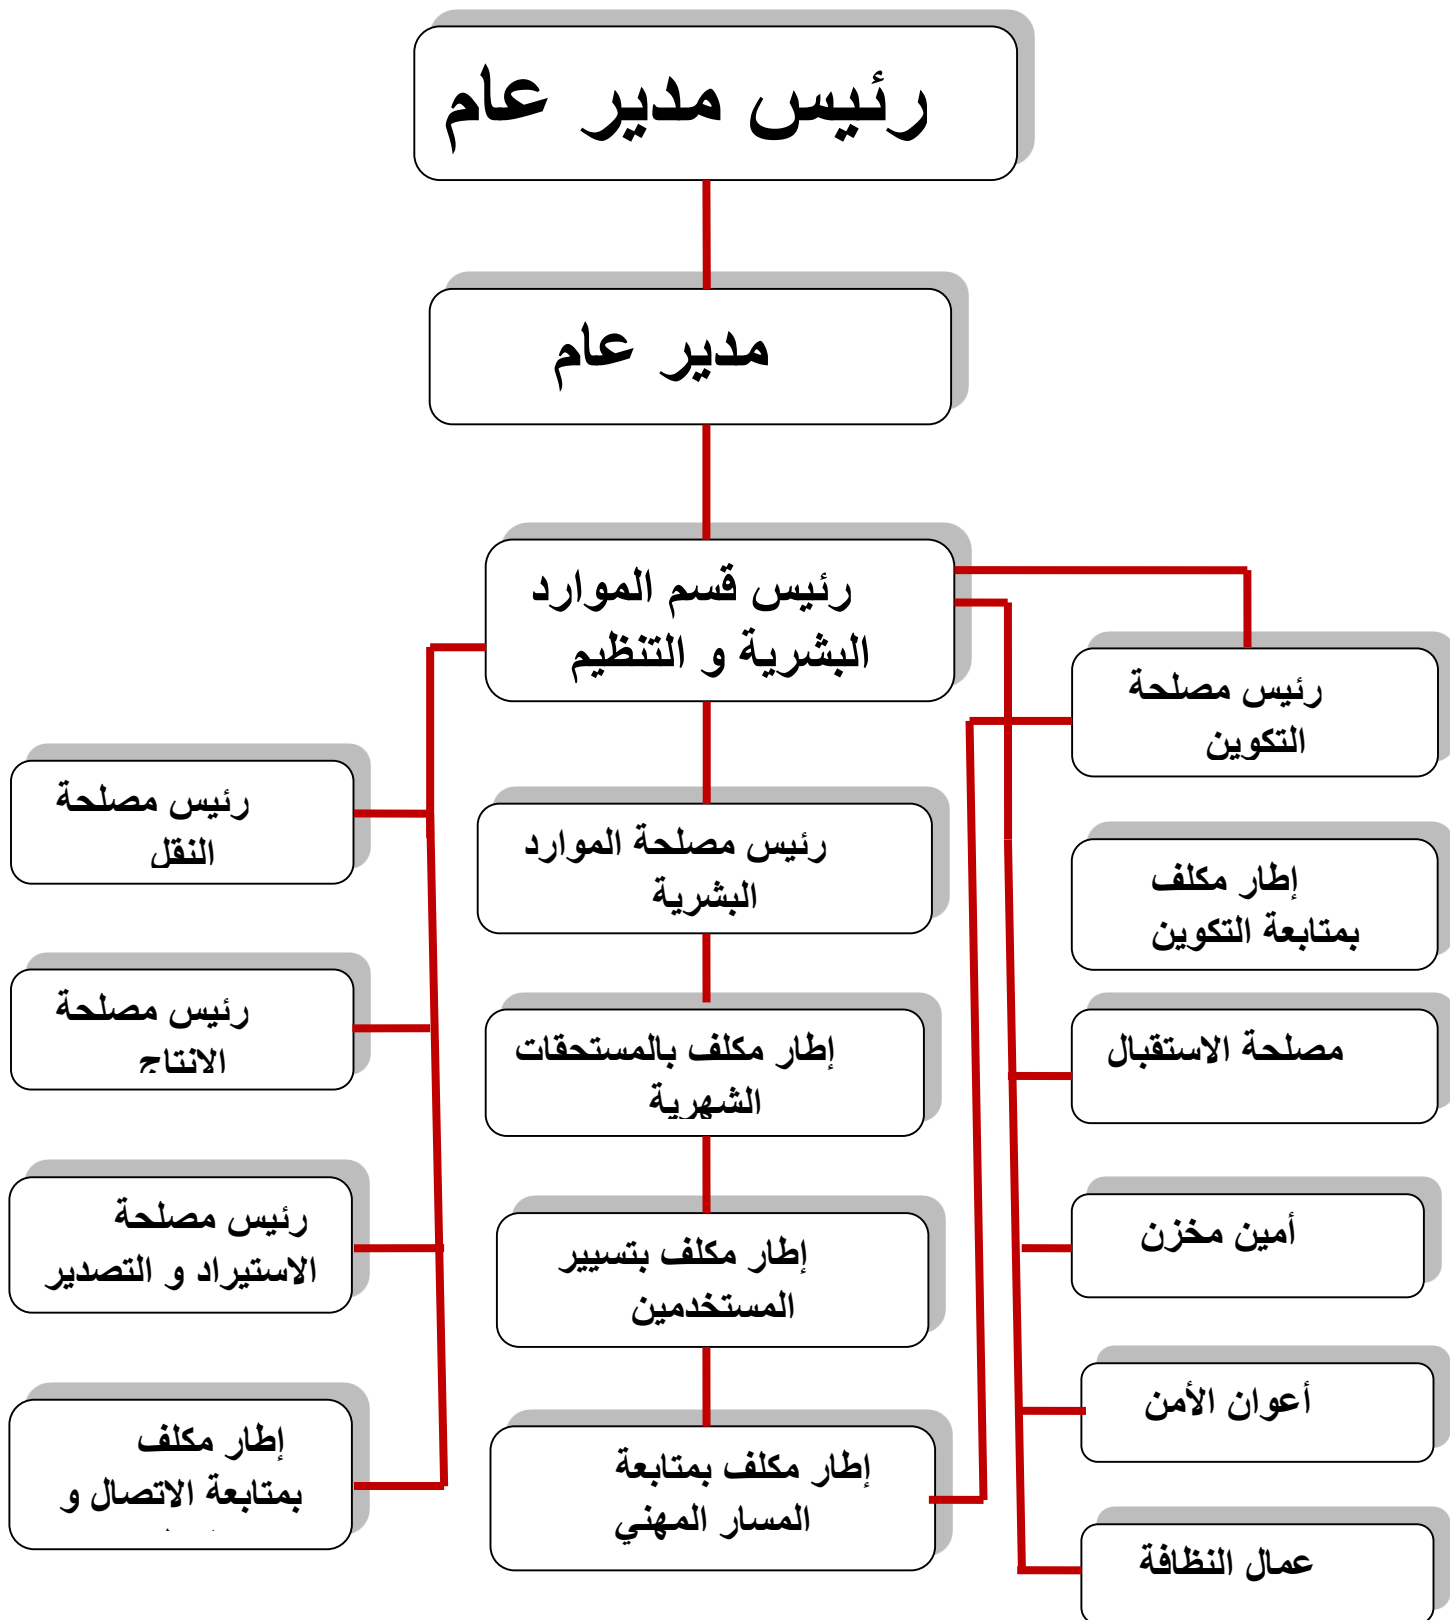 رئيس مدير عام
مدير عام
رئيس قسم الموارد
البشرية و التنظيم
رئيس مصلحة
التكوين
رئيس مصلحة
النقل
رئيس مصلحة الموارد
البشرية
إطار مكلف
بمتابعة التكوين
رئيس مصلحة
الانتاج
إطار مكلف بالمستحقات
الشهرية
مصلحة الاستقبال
رئيس مصلحة
الاستيراد و التصدير
إطار مكلف بتسيير
المستخدمين
أمين مخزن
أعوان الأمن
إطار مكلف
بمتابعة الاتصال و
إطار مكلف بمتابعة
المسار المهني
عمال النظافة